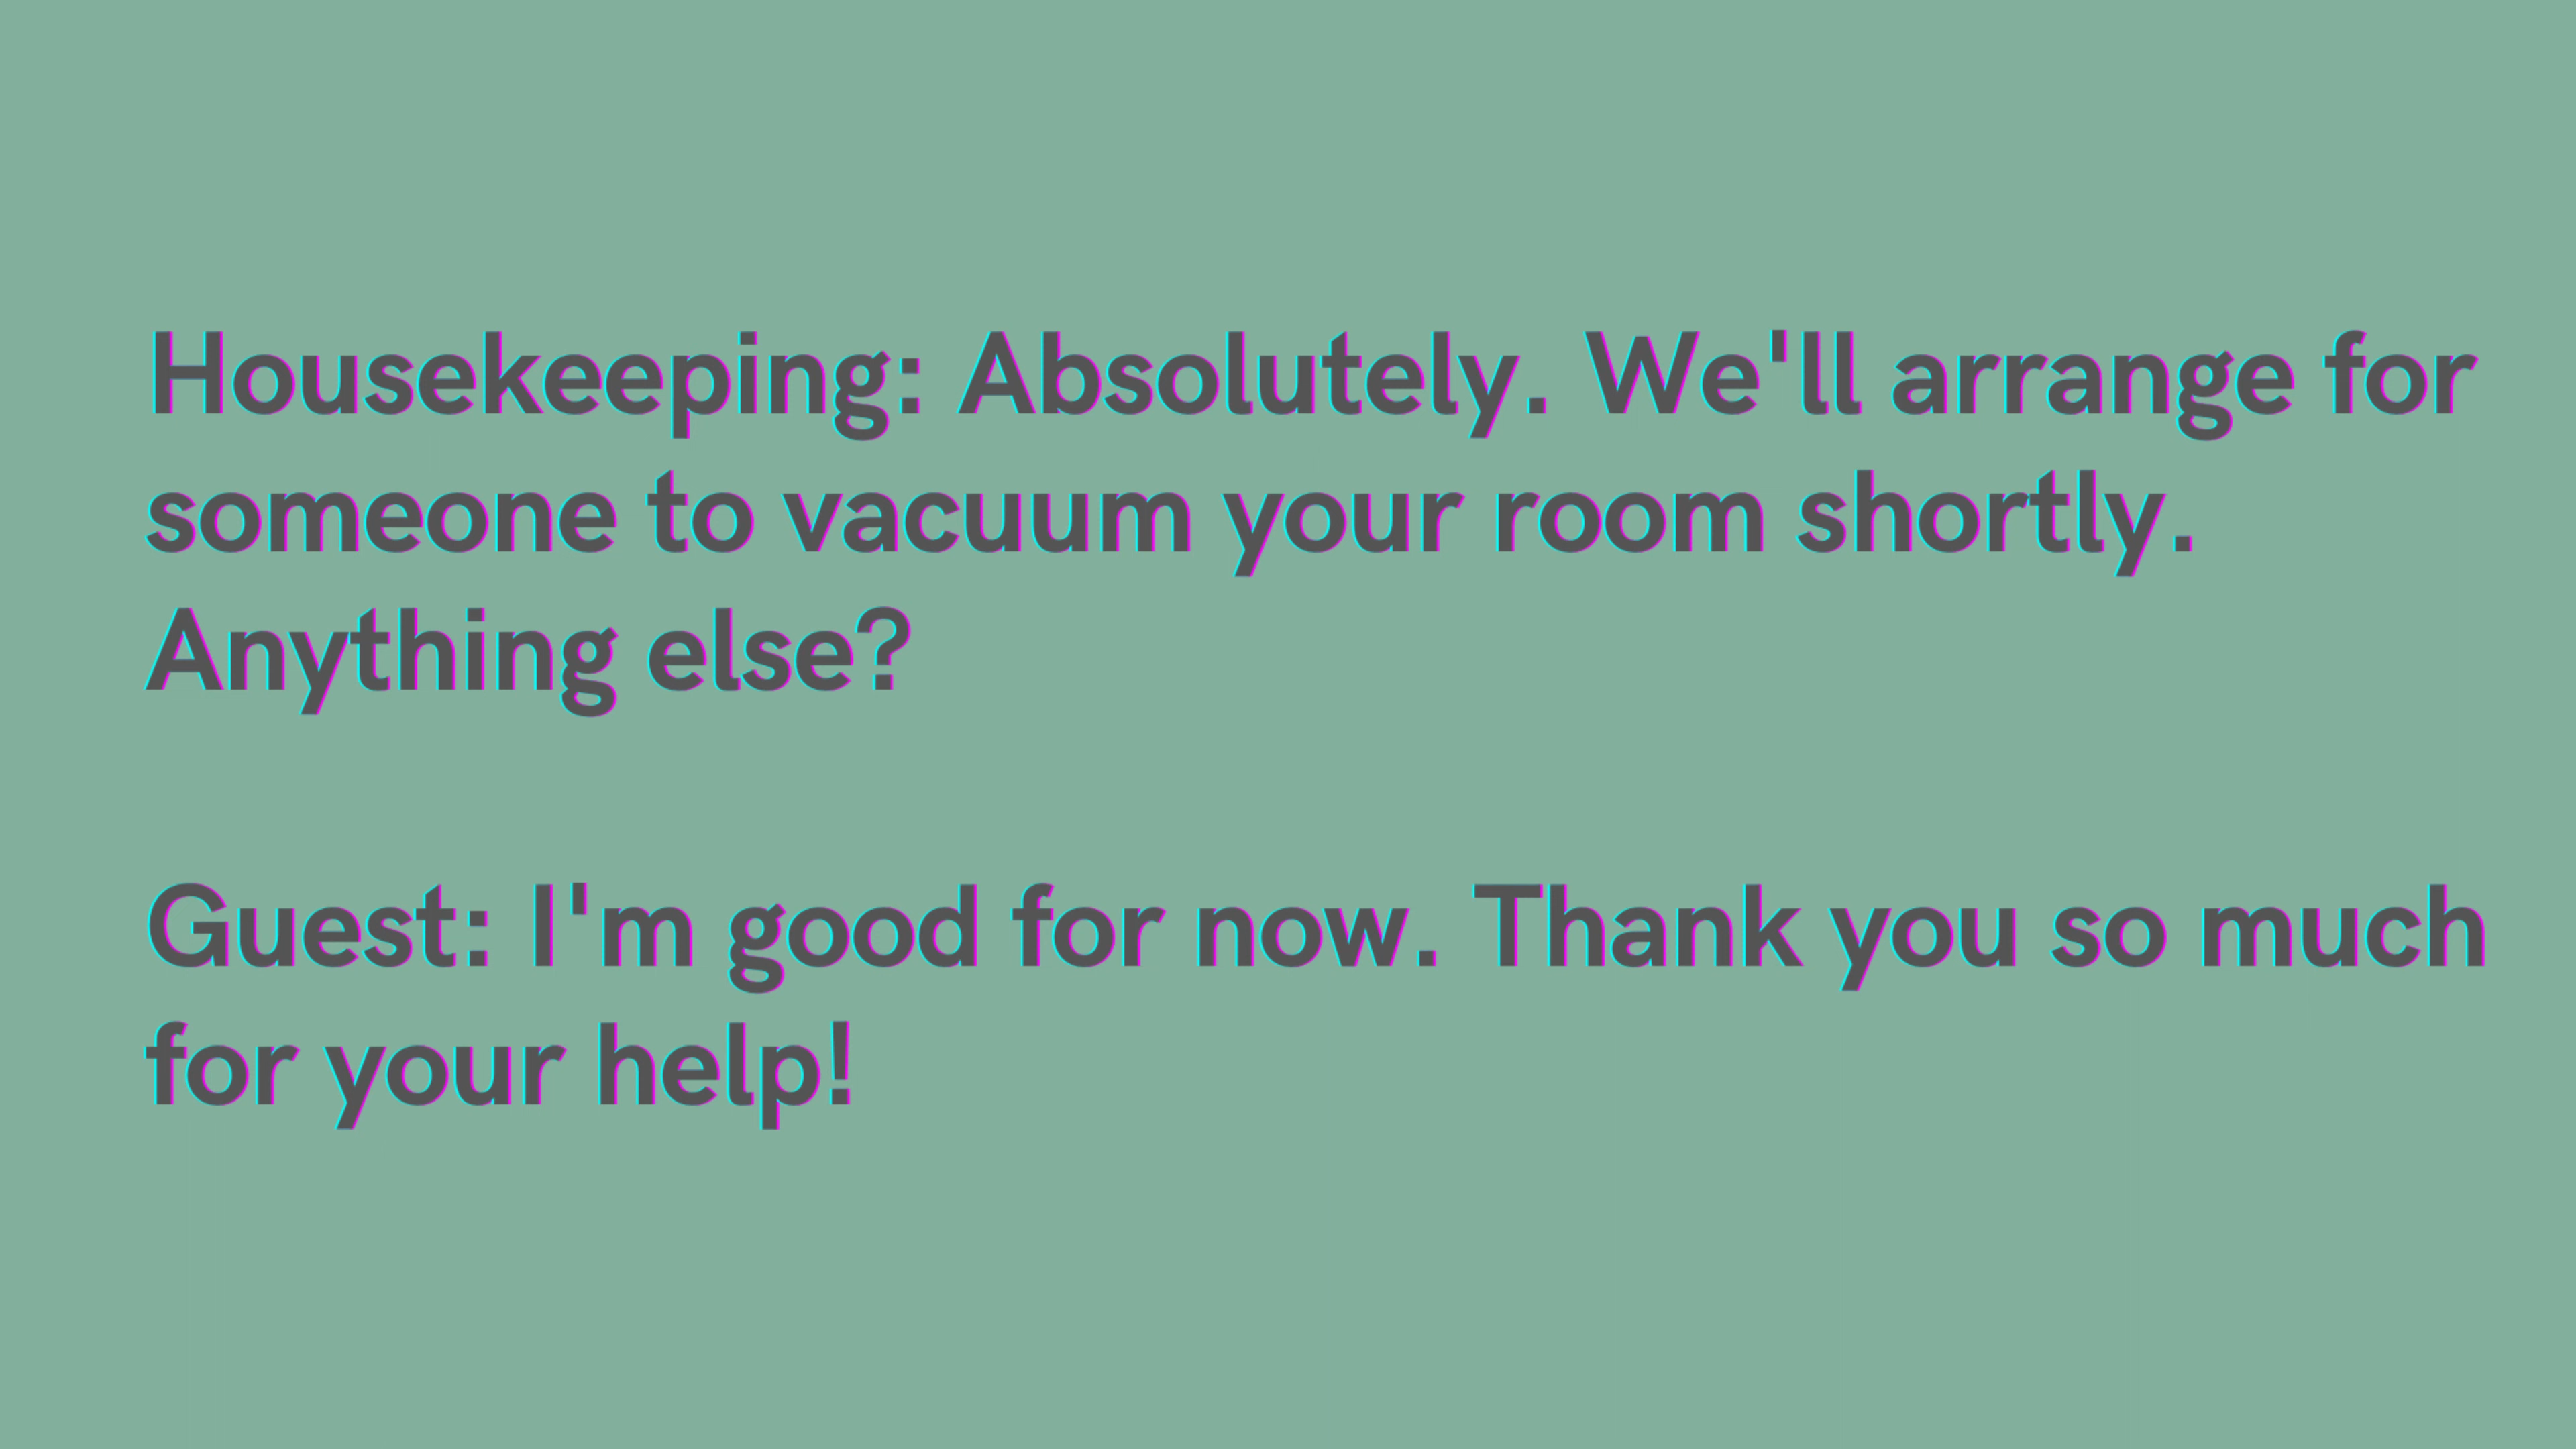 Housekeeping: Absolutely. We'll arrange for
someone to vacuum your room shortly.
Anything else?
Guest: I'm good for now. Thank you so much
for your help!